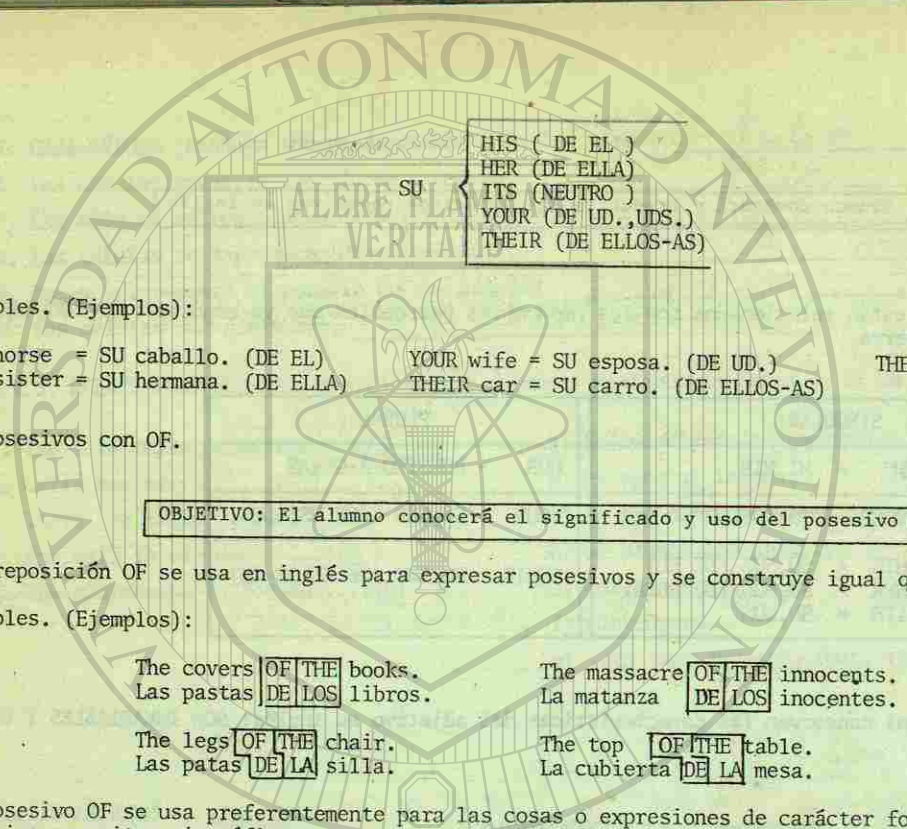 SU
HIS ( DE EL )
HER (DE ELLA)
ITS (NEUTRO )
YOUR (DE UD.,UDS.)
THEIR (DE ELLOS-AS)
ples. (Ejemplos):
horse = SU caballo. (DE EL) YOUR wife = SU esposa. (DE UD.) THE
sister = SU hermana. (DE ELLA) THEIR car = SU carro. (DE ELLOS-AS)
osesivos con OF.
OBJETIVO: El alumno conocerá el significado y uso del posesivo
reposición OF se usa en inglés para expresar posesivos y se construye igual q
ples. (Ejemplos):
The covers OF THE books. The massacre OF THE innocents.
Las pastas DE LOS libros. La matanza DE LOS inocentes.
The legs OF THE chair. The top OF THE table.
Las patas DE LA silla. La cubierta DE LA mesa.
osesivo OF se usa preferentemente para las cosas o expresiones de carácter fo
ALERE FLAMMAM
VERITATIS
UNIVERSIDAD AVTONOMA DE NVEVO LEON